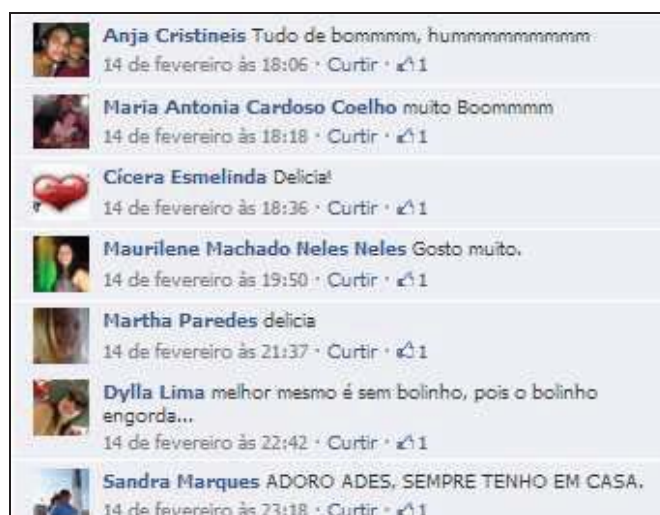 Anja Cristineis Tudo de bommmm, hummmmmmmmmm
14 de fevereiro às 18:06 · Curtir · 1
Maria Antonia Cardoso Coelho muito Boommmm
14 de fevereiro às 18:18 · Curtir · 1
Cícera Esmelinda Delicia!
14 de fevereiro às 18:36 · Curtir · 1
Maurilene Machado Neles Neles Gosto muito.
14 de fevereiro às 19:50 · Curtir · 1
Martha Paredes delicia
14 de fevereiro às 21:37 · Curtir · 1
Dylla Lima melhor mesmo é sem bolinho, pois o bolinho
engorda...
14 de fevereiro às 22:42 · Curtir · 1
Sandra Marques ADORO ADES, SEMPRE TENHO EM CASA.
14 de fevereiro às 23:18 · Curtir · 1